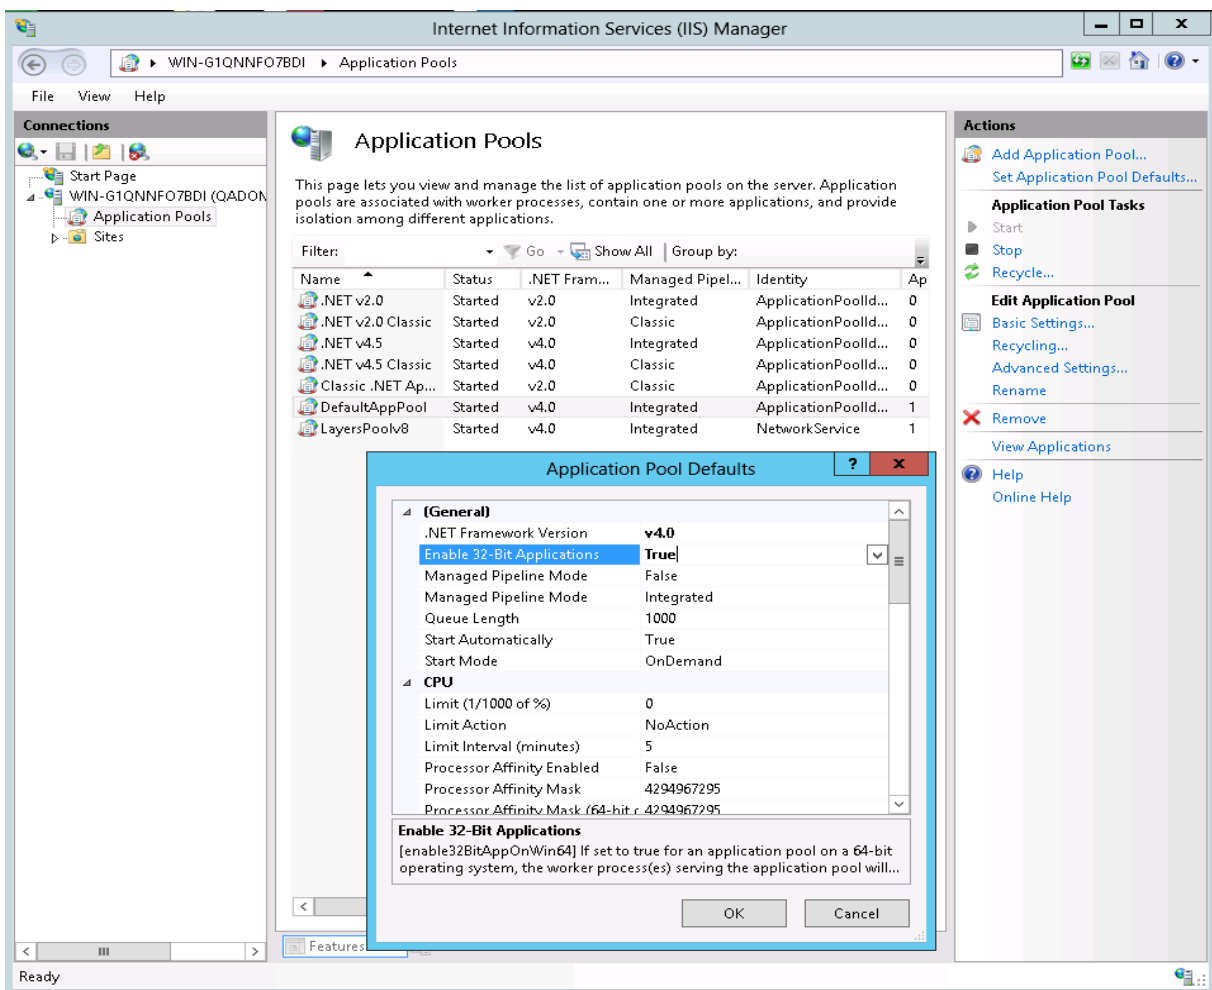 Internet Information Services (IIS) Manager
WIN-G1QNNFO7BDI ▸ Application Pools
File View Help
Connections
Start Page
WIN-G1QNNFO7BDI (QADON
Application Pools
Sites
Application Pools
This page lets you view and manage the list of application pools on the server. Application
pools are associated with worker processes, contain one or more applications, and provide
isolation among different applications.
Filter: Go Show All Group by:
Name Status .NET Fram... Managed Pipel... Identity Ap
.NET v2.0 Started v2.0 Integrated ApplicationPoolId... 0
.NET v2.0 Classic Started v2.0 Classic ApplicationPoolId... 0
.NET v4.5 Started v4.0 Integrated ApplicationPoolId... 0
.NET v4.5 Classic Started v4.0 Classic ApplicationPoolId... 0
Classic .NET Ap... Started v2.0 Classic ApplicationPoolId... 0
DefaultAppPool Started v4.0 Integrated ApplicationPoolId... 1
LayersPoolv8 Started v4.0 Integrated NetworkService 1
Application Pool Defaults
? x
(General)
.NET Framework Version v4.0
Enable 32-Bit Applications True
Managed Pipeline Mode False
Managed Pipeline Mode Integrated
Queue Length 1000
Start Automatically True
Start Mode OnDemand
CPU
Limit (1/1000 of %) 0
Limit Action NoAction
Limit Interval (minutes) 5
Processor Affinity Enabled False
Processor Affinity Mask 4294967295
Processor Affinity Mask (64-bit c 4294967295
Enable 32-Bit Applications
[enable32BitAppOnWin64] If set to true for an application pool on a 64-bit
operating system, the worker process(es) serving the application pool will...
OK Cancel
Features
Actions
Add Application Pool...
Set Application Pool Defaults...
Application Pool Tasks
Start
Stop
Recycle...
Edit Application Pool
Basic Settings...
Recycling...
Advanced Settings...
Rename
Remove
View Applications
Help
Online Help
Ready